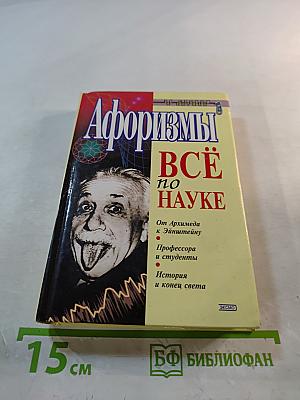 Афоризмы
ВСЁ
по
НАУКЕ
От Архимеда
к Эйнштейну
Профессора
и студенты
История
и конец света
15 см
БФ БИБЛИОФАН